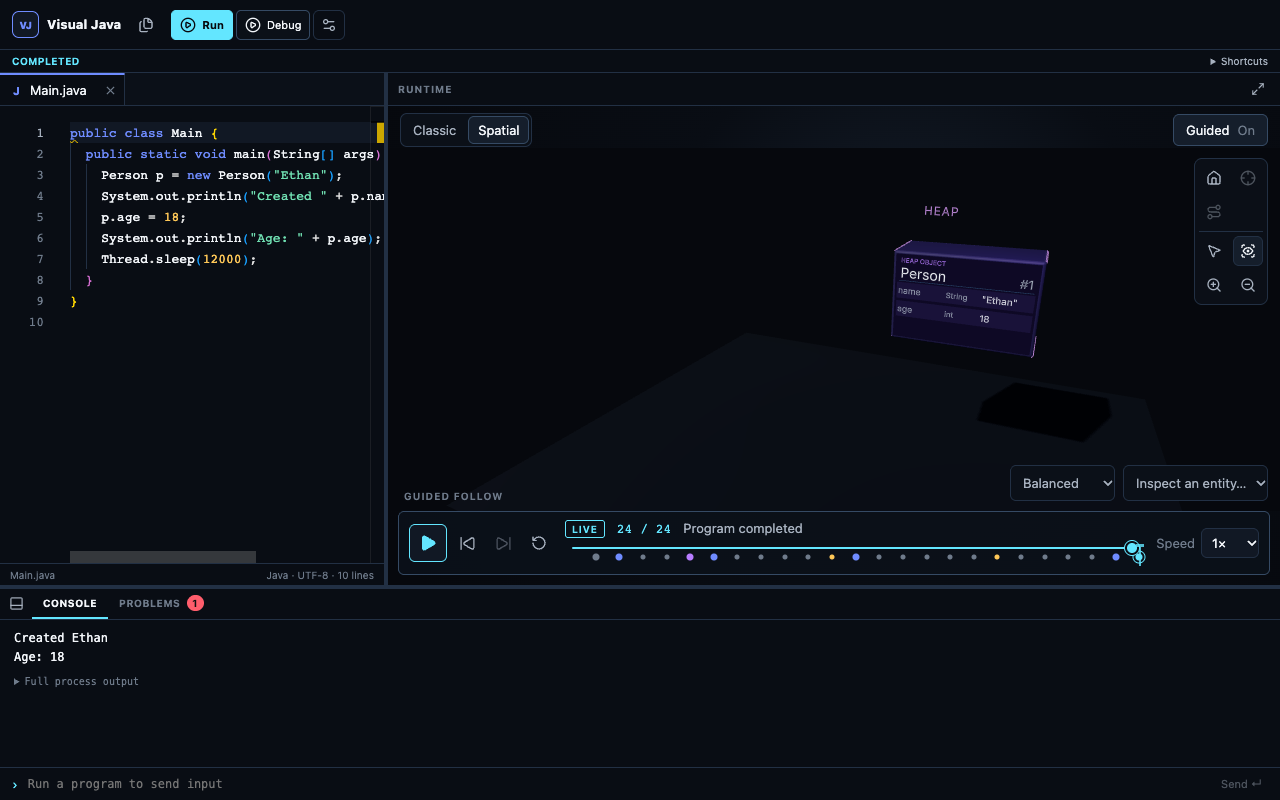 VJ Visual Java Run Debug
COMPLETED
Shortcuts
J Main.java
RUNTIME
1 public class Main {
2 public static void main(String[] args)
3 Person p = new Person("Ethan");
4 System.out.println("Created " + p.na
5 p.age = 18;
6 System.out.println("Age: " + p.age);
7 Thread.sleep(12000);
8 }
9 }
10
Main.java
Java · UTF-8 · 10 lines
Classic Spatial
Guided On
HEAP
HEAP OBJECT
Person #1
name String "Ethan"
age int 18
Balanced
Inspect an entity...
GUIDED FOLLOW
LIVE 24 / 24 Program completed
Speed 1×
CONSOLE PROBLEMS 1
Created Ethan
Age: 18
Full process output
› Run a program to send input
Send ↵